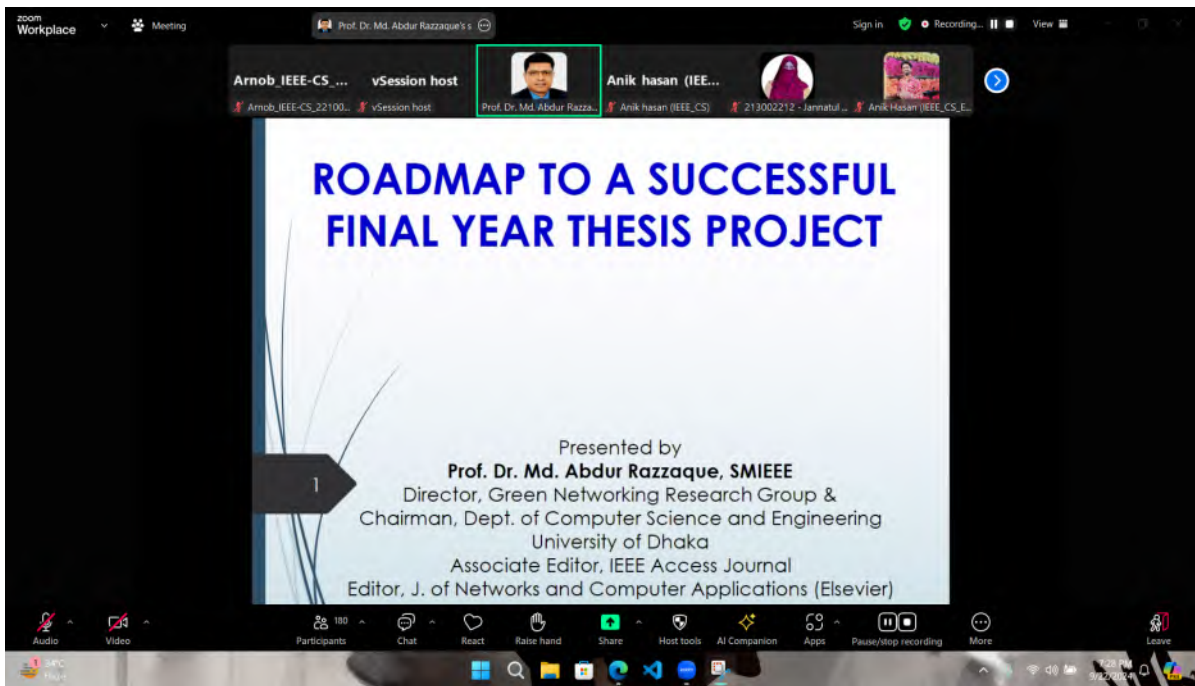 zoom
Workplace
Meeting
Prof. Dr. Md. Abdur Razzaque's s
Sign in
Recording...
View
Arnob_IEEE-CS_...
vSession host
Anik hasan (IEE...
Arnob_IEEE-CS_22100...
vSession host
Prof. Dr. Md. Abdur Razza...
Anik hasan (IEEE_CS)
213002212 - Jannatul ...
Anik Hasan (IEEE_CS_E...
ROADMAP TO A SUCCESSFUL
FINAL YEAR THESIS PROJECT
Presented by
Prof. Dr. Md. Abdur Razzaque, SMIEEE
1
Director, Green Networking Research Group &
Chairman, Dept. of Computer Science and Engineering
University of Dhaka
Associate Editor, IEEE Access Journal
Editor, J. of Networks and Computer Applications (Elsevier)
Audio
Video
180
Participants
Chat
React
Raise hand
Share
Host tools
AI Companion
Apps
Pause/stop recording
More
Leave
1
34°C
7:28 PM
9/22/2024